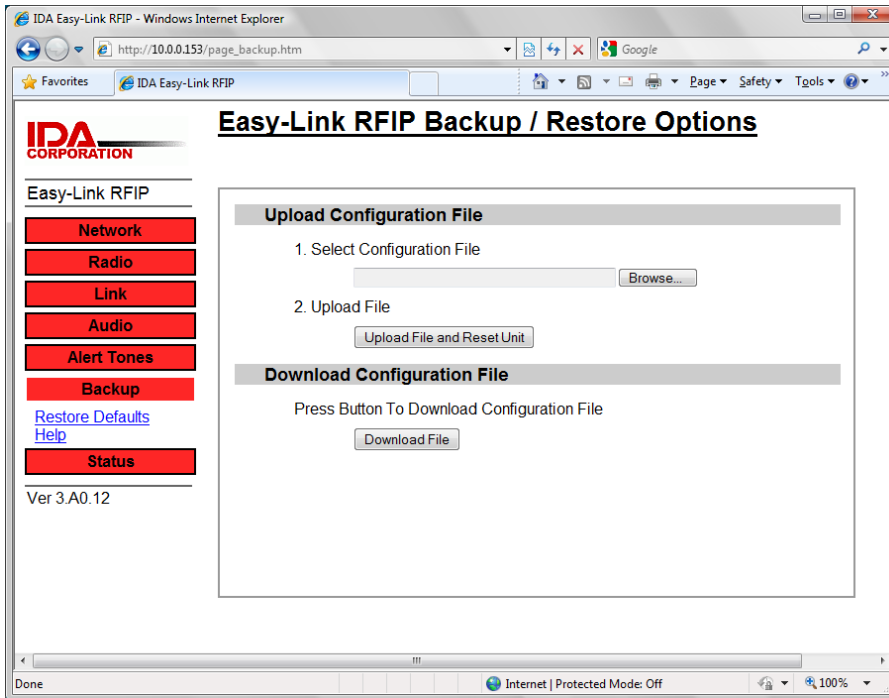 IDA Easy-Link RFIP - Windows Internet Explorer
http://10.0.0.153/page_backup.htm
Google
Favorites
IDA Easy-Link RFIP
Page
Safety
Tools
»
IDA
CORPORATION
Easy-Link RFIP Backup / Restore Options
Easy-Link RFIP
Network
Radio
Link
Audio
Alert Tones
Backup
Restore Defaults
Help
Status
Ver 3.A0.12
Upload Configuration File
1. Select Configuration File
Browse...
2. Upload File
Upload File and Reset Unit
Download Configuration File
Press Button To Download Configuration File
Download File
Done
Internet | Protected Mode: Off
100%